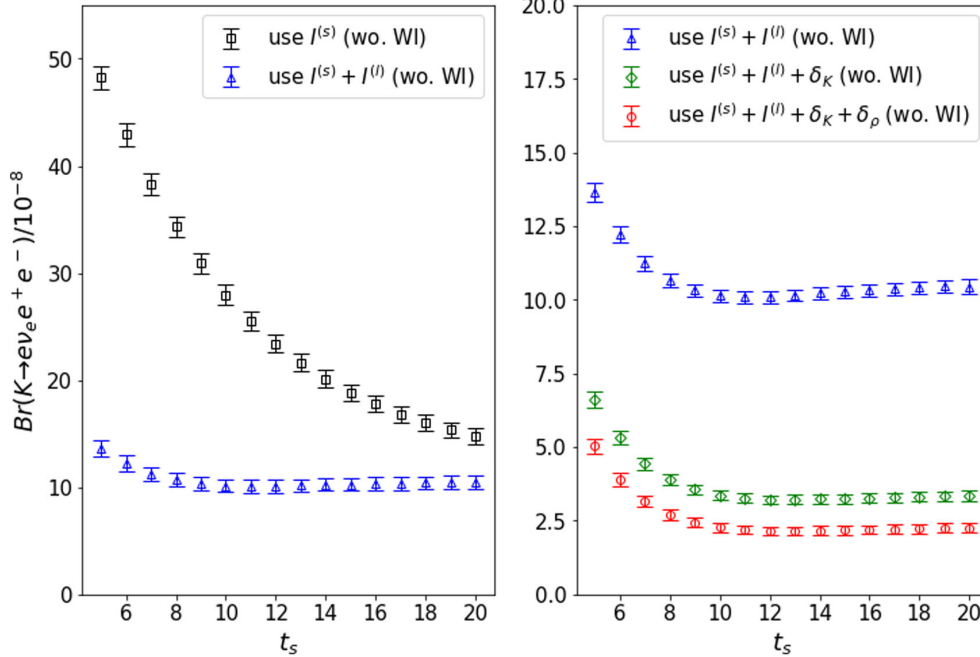 Br(K→eν_e e⁺e⁻)/10⁻⁸
50
40
30
20
10
0
use I⁽ˢ⁾ (wo. WI)
use I⁽ˢ⁾ + I⁽ˡ⁾ (wo. WI)
6 8 10 12 14 16 18 20
t_s
20.0
17.5
15.0
12.5
10.0
7.5
5.0
2.5
0.0
use I⁽ˢ⁾ + I⁽ˡ⁾ (wo. WI)
use I⁽ˢ⁾ + I⁽ˡ⁾ + δ_K (wo. WI)
use I⁽ˢ⁾ + I⁽ˡ⁾ + δ_K + δ_ρ (wo. WI)
6 8 10 12 14 16 18 20
t_s